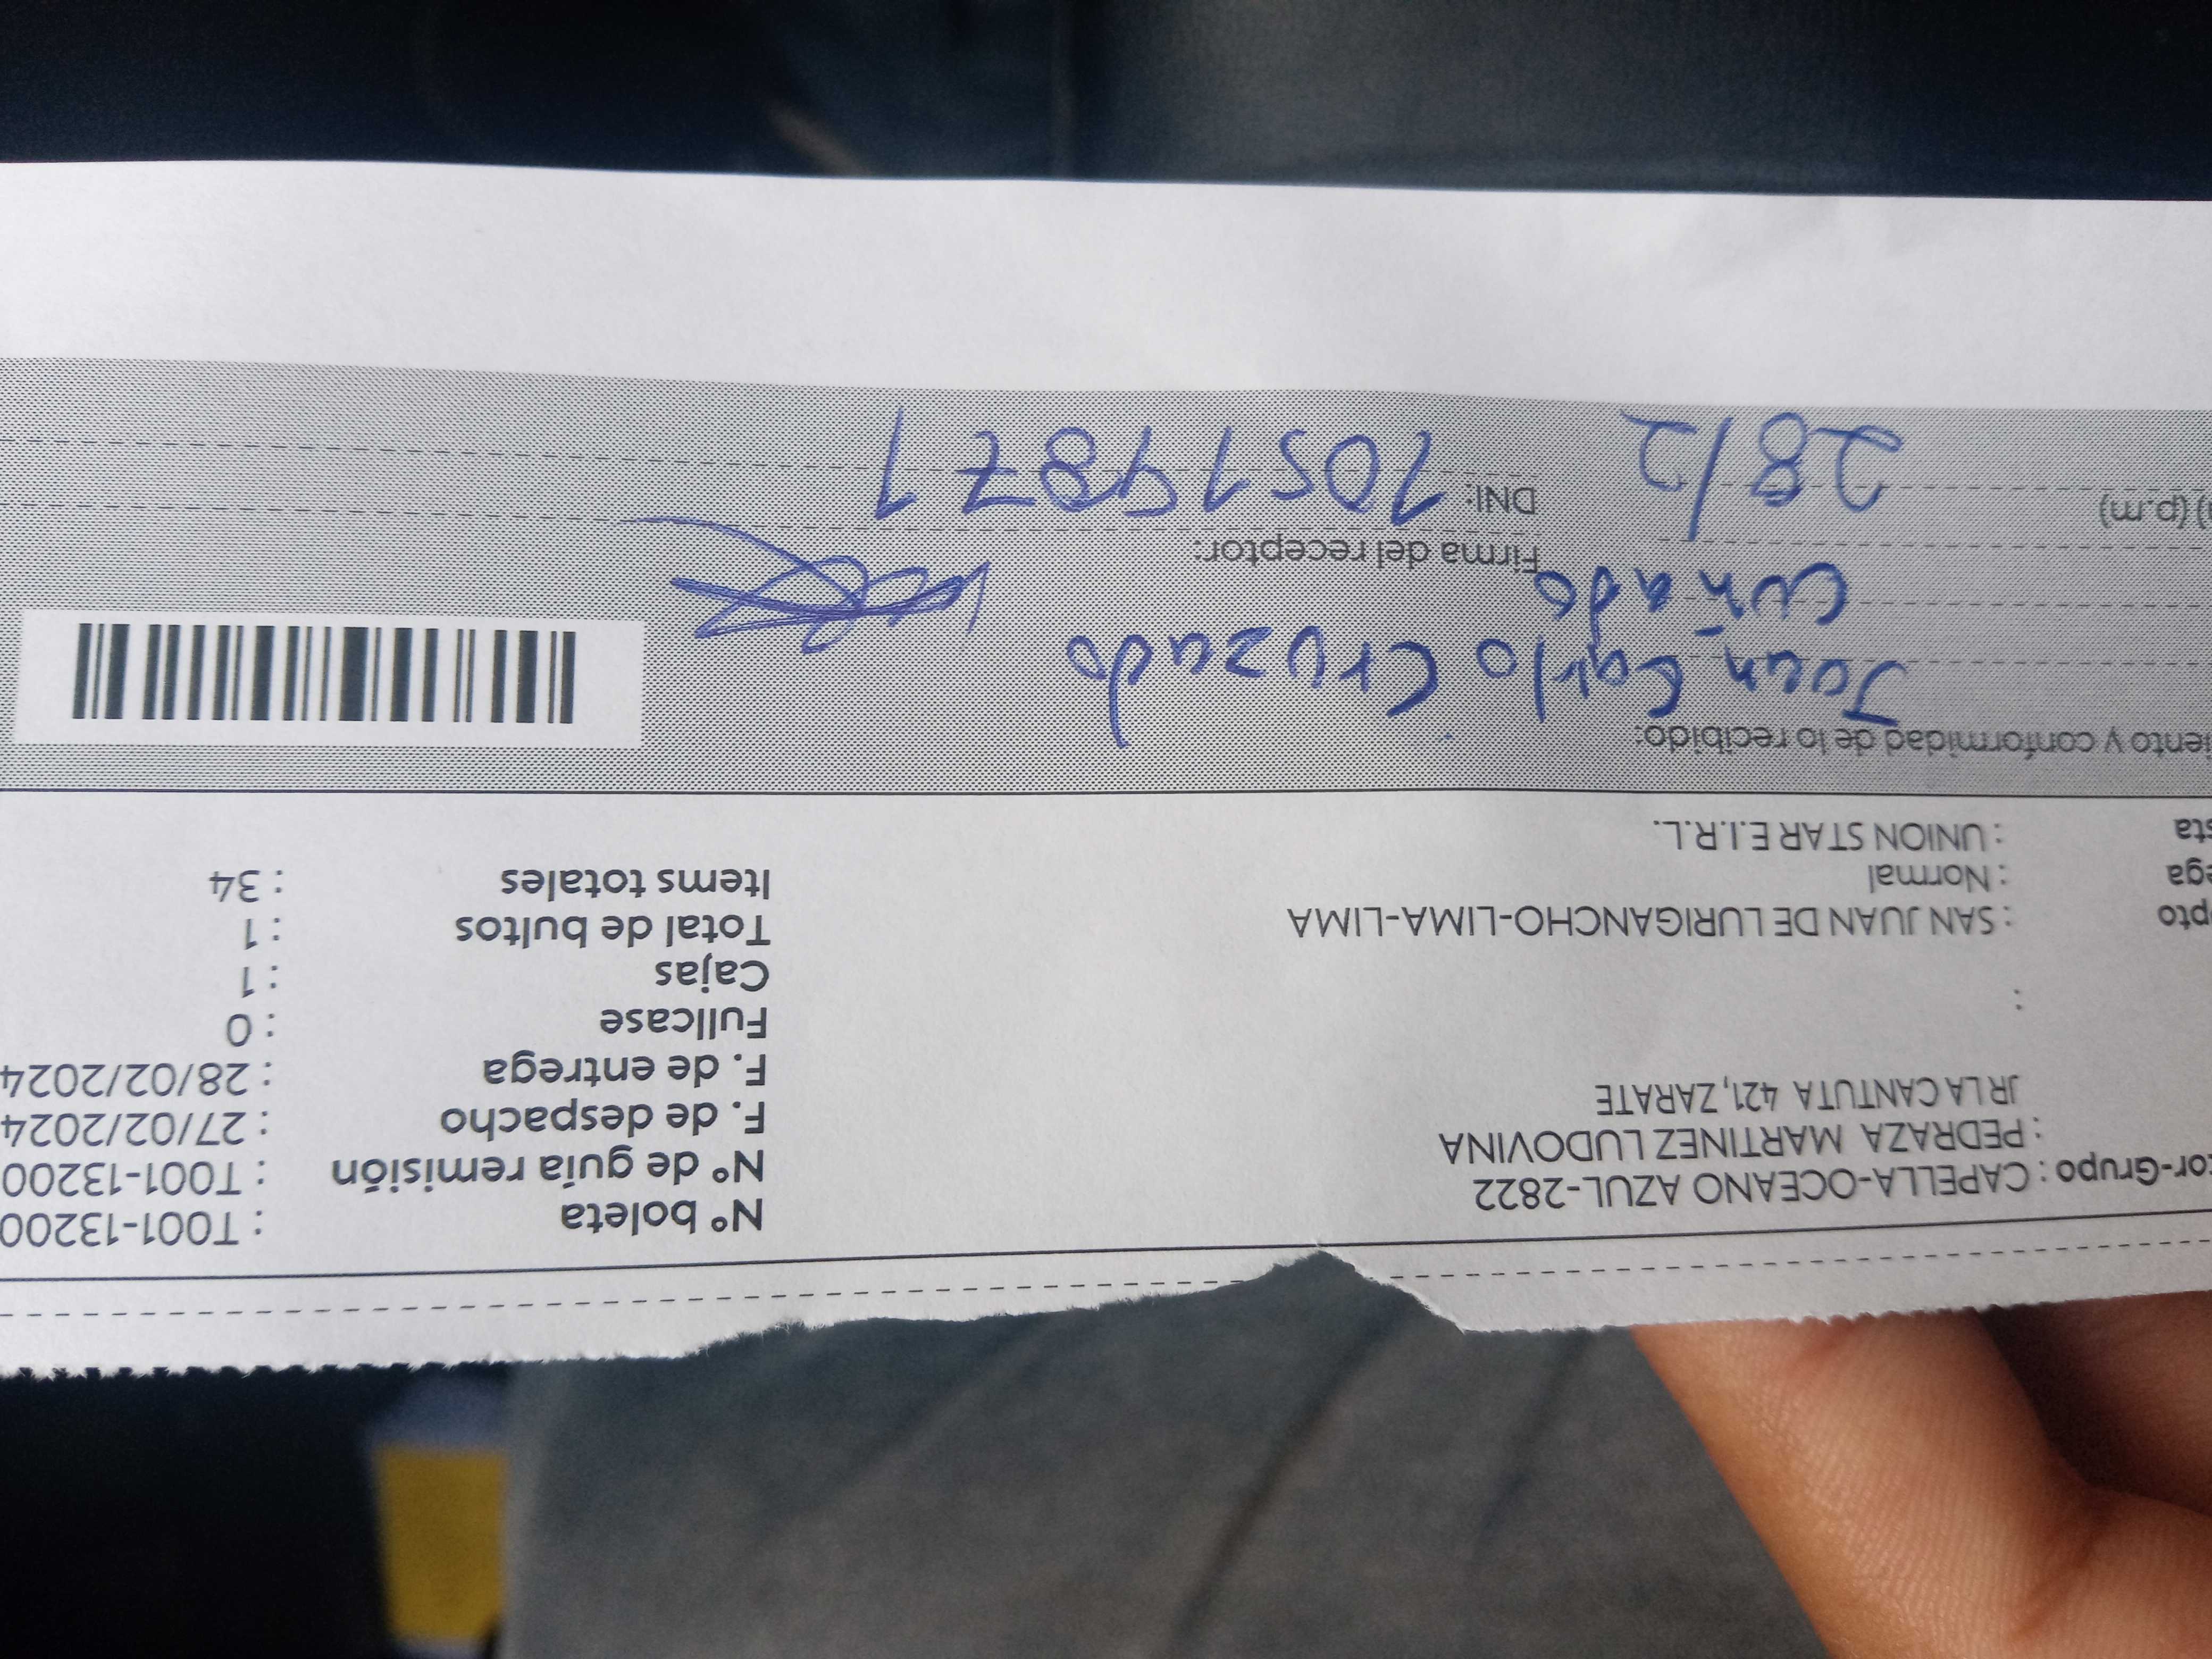 Nº boleta : T001-13200
tor-Grupo : CAPELLA-OCEANO AZUL-2822
Nº de guía remisión : T001-13200
: PEDRAZA MARTINEZ LUDOVINA
F. de despacho : 27/02/2024
JR LA CANTUTA 421, ZARATE
F. de entrega : 28/02/2024
Fullcase : 0
:
Cajas : 1
pto : SAN JUAN DE LURIGANCHO-LIMA-LIMA
Total de bultos : 1
ega : Normal
Items totales : 34
sta : UNION STAR E.I.R.L.
iento y conformidad de lo recibido:
Juan Carlo Cruzado
Cuñado
Firma del receptor:
) (p.m)
28/2
DNI: 10519871